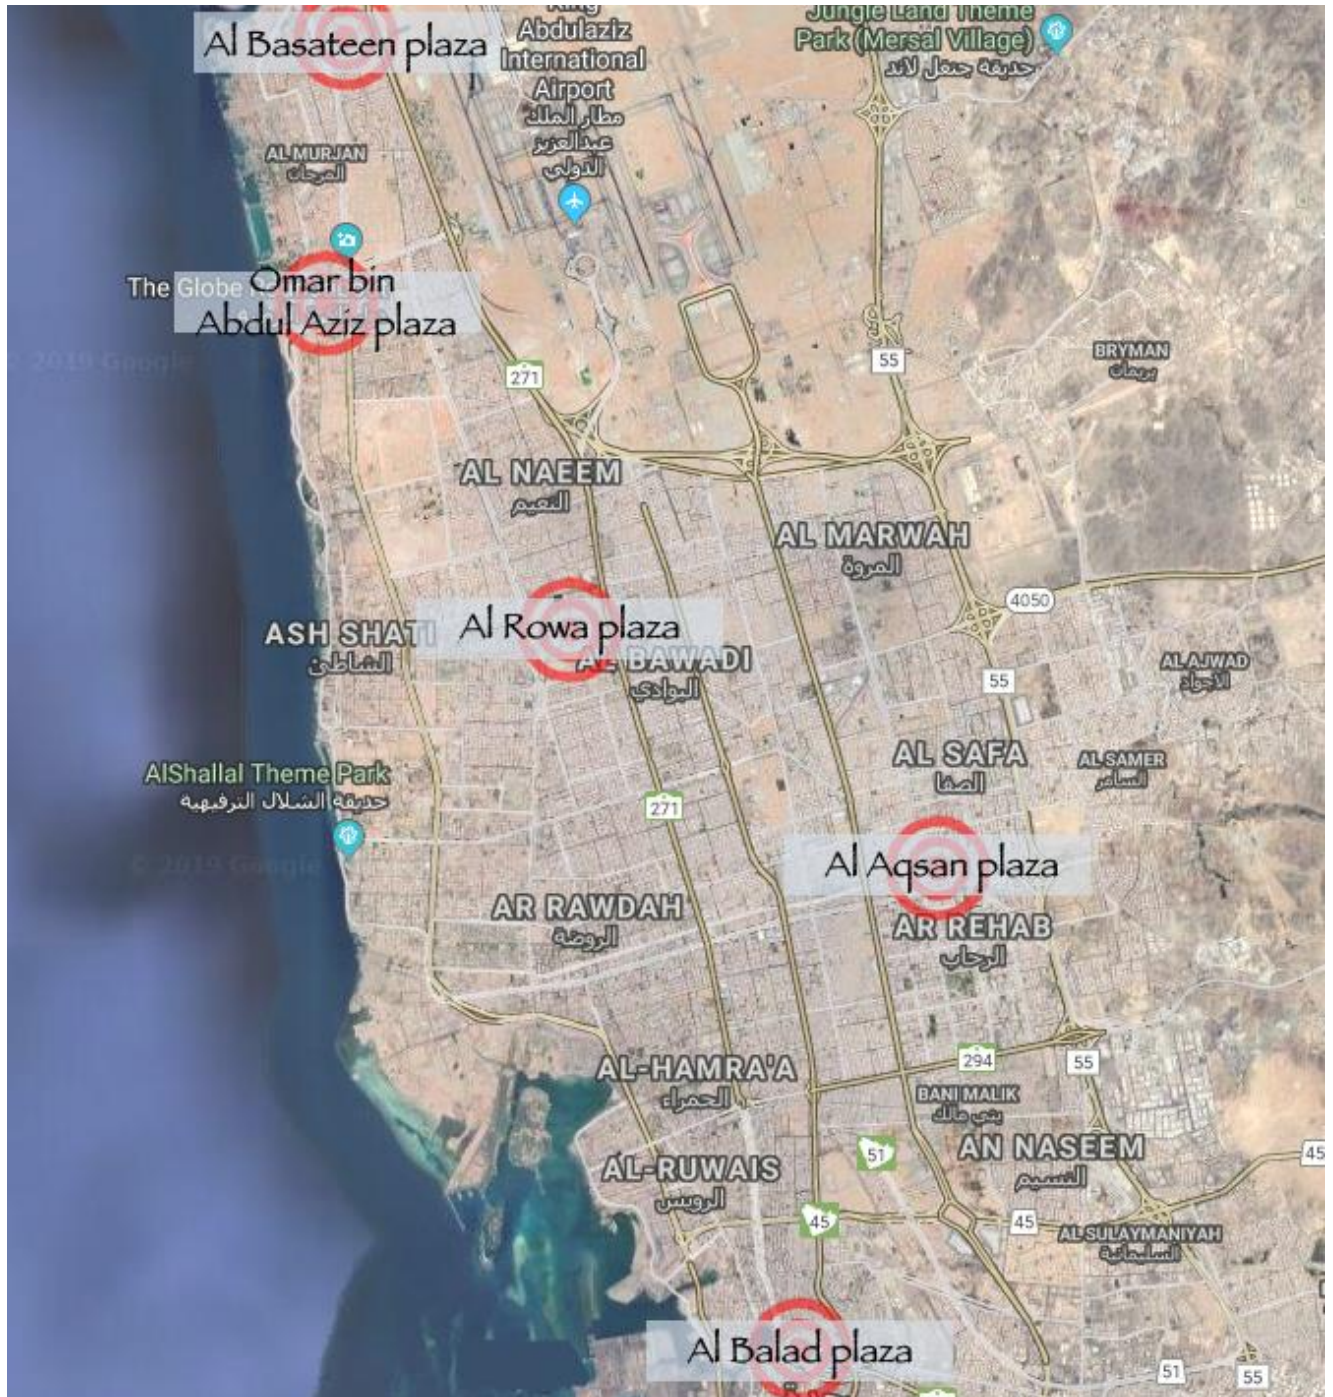 Jungle Land Theme
Park (Mersal Village)
حديقة جنغل لاند
King
Abdulaziz
International
Airport
مطار الملك
عبدالعزيز
الدولي
Al Basateen plaza
AL MURJAN
المرجان
The Globe
Omar bin
Abdul Aziz plaza
© 2019 Google
271
55
BRYMAN
بريمان
AL NAEEM
النعيم
AL MARWAH
المروة
4050
ASH SHATI
الشاطئ
Al Rowa plaza
AL BAWADI
البوادي
AL AJWAD
الاجواد
55
AL SAFA
الصفا
AL SAMER
السامر
AlShallal Theme Park
حديقة الشلال الترفيهية
271
© 2019 Google
Al Aqsan plaza
AR RAWDAH
الروضة
AR REHAB
الرحاب
294
55
AL-HAMRA'A
الحمراء
BANI MALIK
بني مالك
51
AN NASEEM
النسيم
45
AL-RUWAIS
الرويس
45
45
AL SULAYMANIYAH
السليمانية
Al Balad plaza
51
55